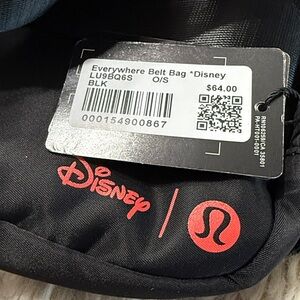 Everywhere Belt Bag *Disney
LU9BQ6S O/S
BLK
$64.00
000154900867
Disney